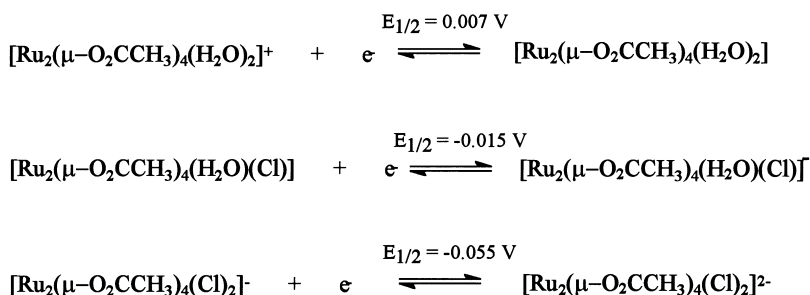 E₁/₂ = 0.007 V
[Ru₂(μ−O₂CCH₃)₄(H₂O)₂]⁺ + e⁻ ⇌ [Ru₂(μ−O₂CCH₃)₄(H₂O)₂]
E₁/₂ = -0.015 V
[Ru₂(μ−O₂CCH₃)₄(H₂O)(Cl)] + e⁻ ⇌ [Ru₂(μ−O₂CCH₃)₄(H₂O)(Cl)]⁻
E₁/₂ = -0.055 V
[Ru₂(μ−O₂CCH₃)₄(Cl)₂]⁻ + e⁻ ⇌ [Ru₂(μ−O₂CCH₃)₄(Cl)₂]²⁻